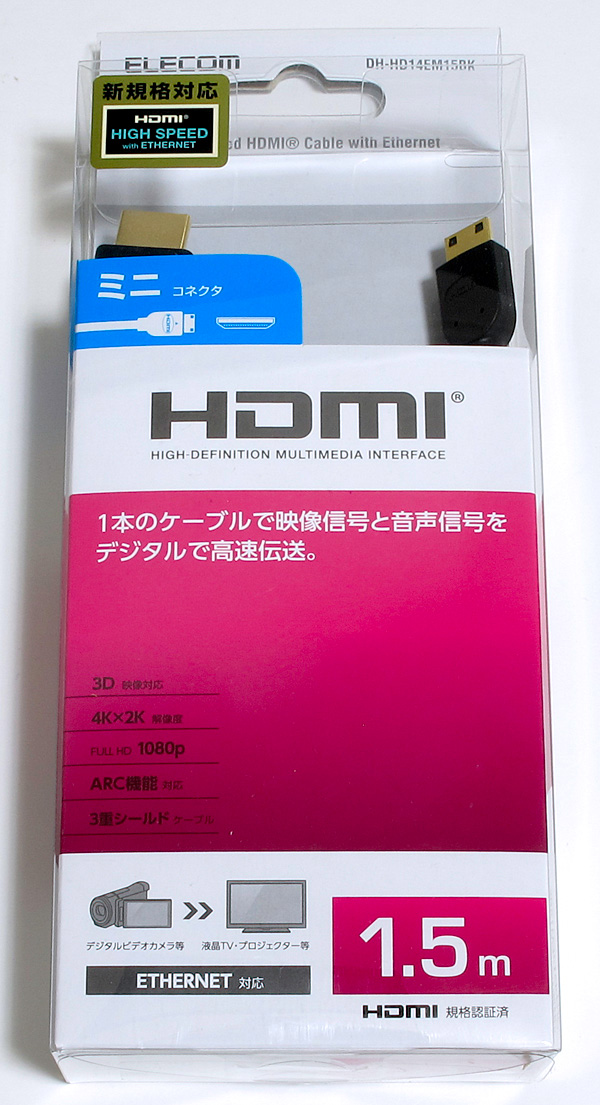 ELECOM
DH-HD14EM15BK
新規格対応
HDMI®
HIGH SPEED
with ETHERNET
HDMI® Cable with Ethernet
ミニ コネクタ
HDMI®
HIGH-DEFINITION MULTIMEDIA INTERFACE
1本のケーブルで映像信号と音声信号を
デジタルで高速伝送。
3D 映像対応
4K×2K 解像度
FULL HD 1080p
ARC機能 対応
3重シールド ケーブル
デジタルビデオカメラ等
液晶TV・プロジェクター等
ETHERNET 対応
1.5m
HDMI 規格認証済